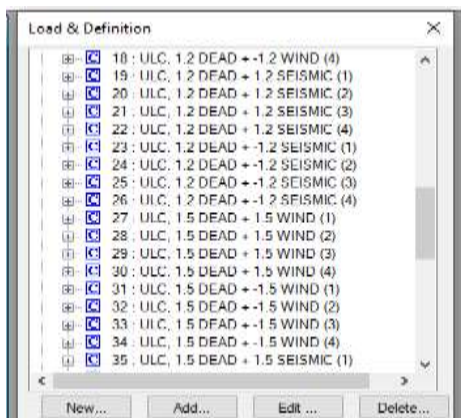 Load & Definition
18 : ULC, 1.2 DEAD + -1.2 WIND (4)
19 : ULC, 1.2 DEAD + 1.2 SEISMIC (1)
20 : ULC, 1.2 DEAD + 1.2 SEISMIC (2)
21 : ULC, 1.2 DEAD + 1.2 SEISMIC (3)
22 : ULC, 1.2 DEAD + 1.2 SEISMIC (4)
23 : ULC, 1.2 DEAD + -1.2 SEISMIC (1)
24 : ULC, 1.2 DEAD + -1.2 SEISMIC (2)
25 : ULC, 1.2 DEAD + -1.2 SEISMIC (3)
26 : ULC, 1.2 DEAD + -1.2 SEISMIC (4)
27 : ULC, 1.5 DEAD + 1.5 WIND (1)
28 : ULC, 1.5 DEAD + 1.5 WIND (2)
29 : ULC, 1.5 DEAD + 1.5 WIND (3)
30 : ULC, 1.5 DEAD + 1.5 WIND (4)
31 : ULC, 1.5 DEAD + -1.5 WIND (1)
32 : ULC, 1.5 DEAD + -1.5 WIND (2)
33 : ULC, 1.5 DEAD + -1.5 WIND (3)
34 : ULC, 1.5 DEAD + -1.5 WIND (4)
35 : ULC, 1.5 DEAD + 1.5 SEISMIC (1)
New... Add... Edit ... Delete...